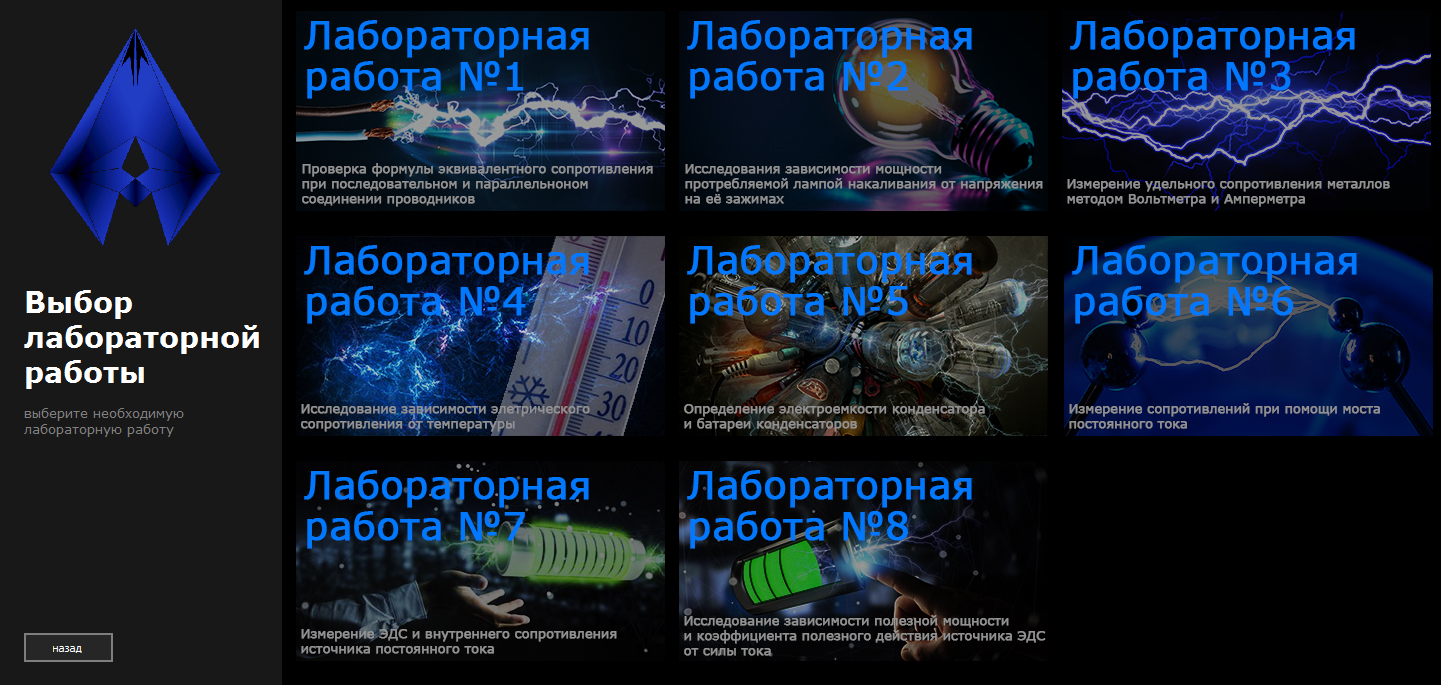 Выбор
лабораторной
работы
выберите необходимую
лабораторную работу
назад
Лабораторная
работа №1
Проверка формулы эквивалентного сопротивления
при последовательном и параллельноном
соединении проводников
Лабораторная
работа №2
Исследования зависимости мощности
протребляемой лампой накаливания от напряжения
на её зажимах
Лабораторная
работа №3
Измерение удельного сопротивления металлов
методом Вольтметра и Амперметра
Лабораторная
работа №4
0
10
20
30
Исследование зависимости элетрического
сопротивления от температуры
Лабораторная
работа №5
Определение электроемкости конденсатора
и батареи конденсаторов
Лабораторная
работа №6
Измерение сопротивлений при помощи моста
постоянного тока
Лабораторная
работа №7
Измерение ЭДС и внутреннего сопротивления
источника постоянного тока
Лабораторная
работа №8
Исследование зависимости полезной мощности
и коэффициента полезного действия источника ЭДС
от силы тока